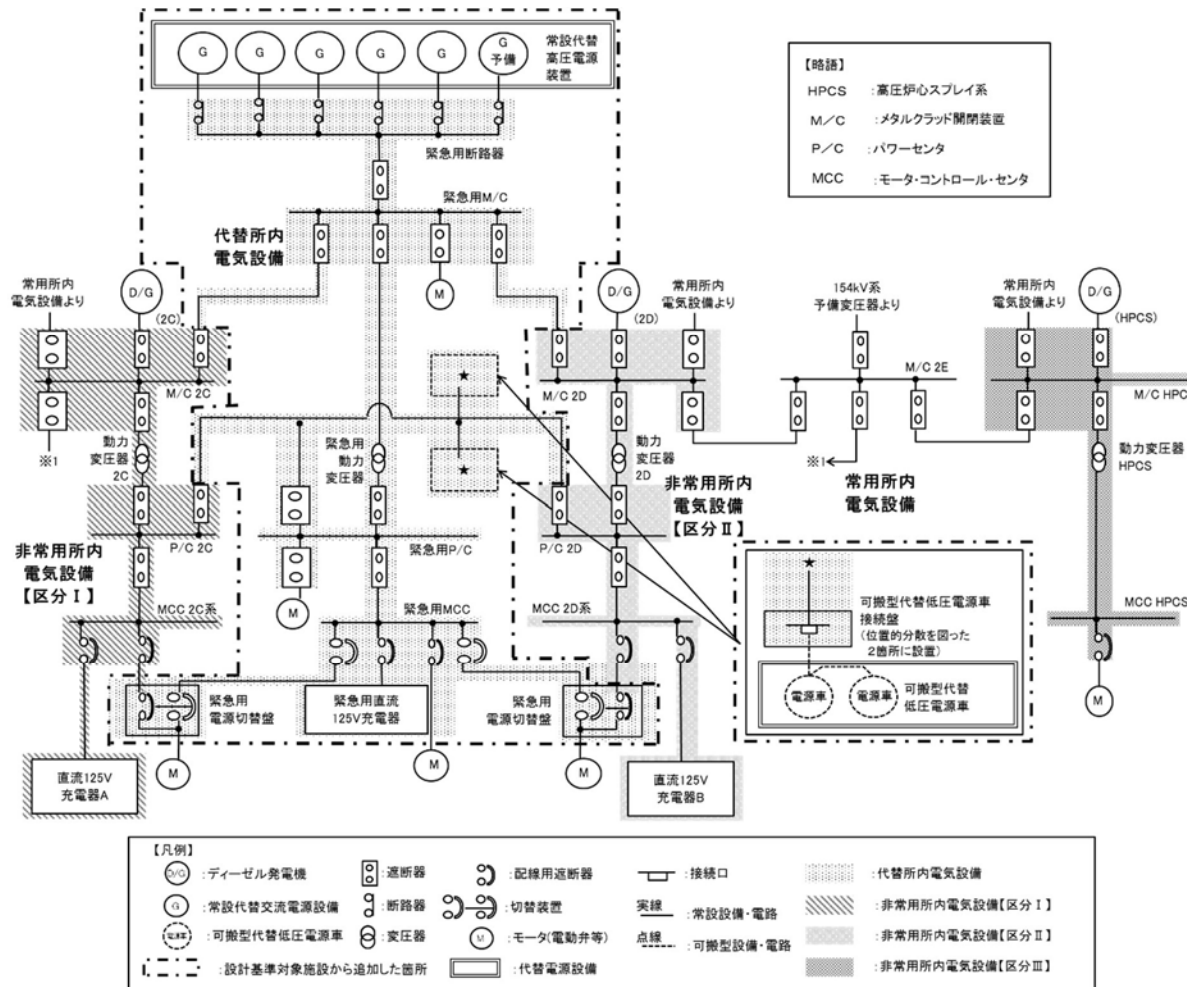 G
G
G
G
G
G
予備
常設代替
高圧電源
装置
緊急用断路器
緊急用M/C
代替所内
電気設備
【略語】
HPCS :高圧炉心スプレイ系
M/C :メタルクラッド開閉装置
P/C :パワーセンタ
MCC :モータ・コントロール・センタ
常用所内
電気設備より
D/G
(2C)
M
D/G
(2D)
常用所内
電気設備より
154kV系
予備変圧器より
常用所内
電気設備より
D/G
(HPCS)
M/C 2C
★
M/C 2D
M/C 2E
M/C HPC
※1
動力
変圧器
2C
緊急用
動力
変圧器
★
動力
変圧器
2D
非常用所内
電気設備
【区分Ⅱ】
※1
常用所内
電気設備
動力変圧器
HPCS
P/C 2C
緊急用P/C
P/C 2D
非常用所内
電気設備
【区分Ⅰ】
M
MCC 2C系
緊急用MCC
MCC 2D系
MCC HPCS
★
可搬型代替低圧電源車
接続盤
(位置的分散を図った
2箇所に設置)
電源車
電源車
可搬型代替
低圧電源車
緊急用
電源切替盤
緊急用直流
125V充電器
緊急用
電源切替盤
M
M
M
M
直流125V
充電器A
直流125V
充電器B
【凡例】
D/G :ディーゼル発電機
:遮断器
:配線用遮断器
:接続口
:代替所内電気設備
G :常設代替交流電源設備
:断路器
:切替装置
実線
:常設設備・電路
:非常用所内電気設備【区分Ⅰ】
電源車 :可搬型代替低圧電源車
:変圧器
M :モータ(電動弁等)
点線
:可搬型設備・電路
:非常用所内電気設備【区分Ⅱ】
:設計基準対象施設から追加した箇所
:代替電源設備
:非常用所内電気設備【区分Ⅲ】